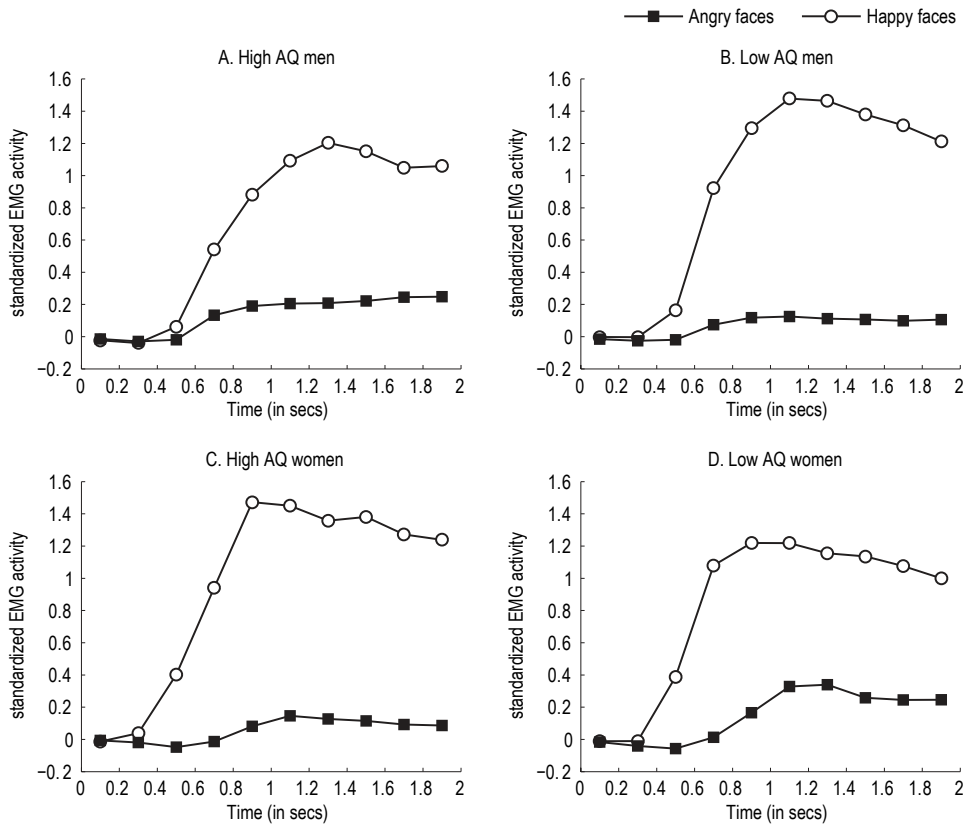 Angry faces Happy faces
A. High AQ men
1.6
1.4
1.2
1
0.8
0.6
0.4
0.2
0
−0.2
standardized EMG activity
0 0.2 0.4 0.6 0.8 1 1.2 1.4 1.6 1.8 2
Time (in secs)
B. Low AQ men
1.6
1.4
1.2
1
0.8
0.6
0.4
0.2
0
−0.2
standardized EMG activity
0 0.2 0.4 0.6 0.8 1 1.2 1.4 1.6 1.8 2
Time (in secs)
C. High AQ women
1.6
1.4
1.2
1
0.8
0.6
0.4
0.2
0
−0.2
standardized EMG activity
0 0.2 0.4 0.6 0.8 1 1.2 1.4 1.6 1.8 2
Time (in secs)
D. Low AQ women
1.6
1.4
1.2
1
0.8
0.6
0.4
0.2
0
−0.2
standardized EMG activity
0 0.2 0.4 0.6 0.8 1 1.2 1.4 1.6 1.8 2
Time (in secs)